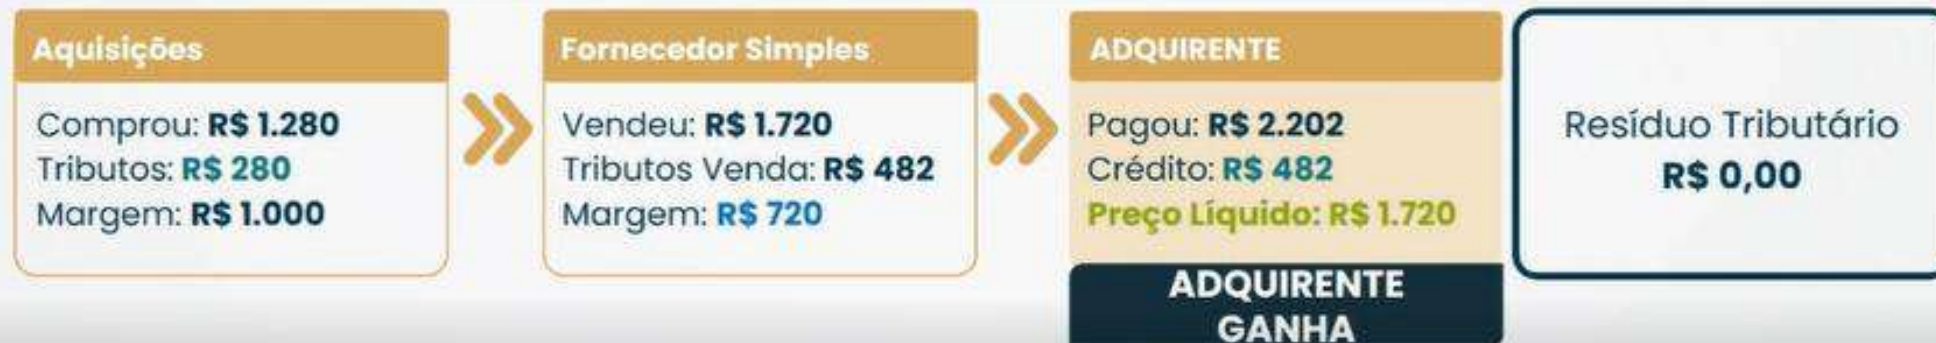 Aquisições
Comprou: R$ 1.280
Tributos: R$ 280
Margem: R$ 1.000
Fornecedor Simples
Vendeu: R$ 1.720
Tributos Venda: R$ 482
Margem: R$ 720
ADQUIRENTE
Pagou: R$ 2.202
Crédito: R$ 482
Preço Líquido: R$ 1.720
ADQUIRENTE
GANHA
Resíduo Tributário
R$ 0,00